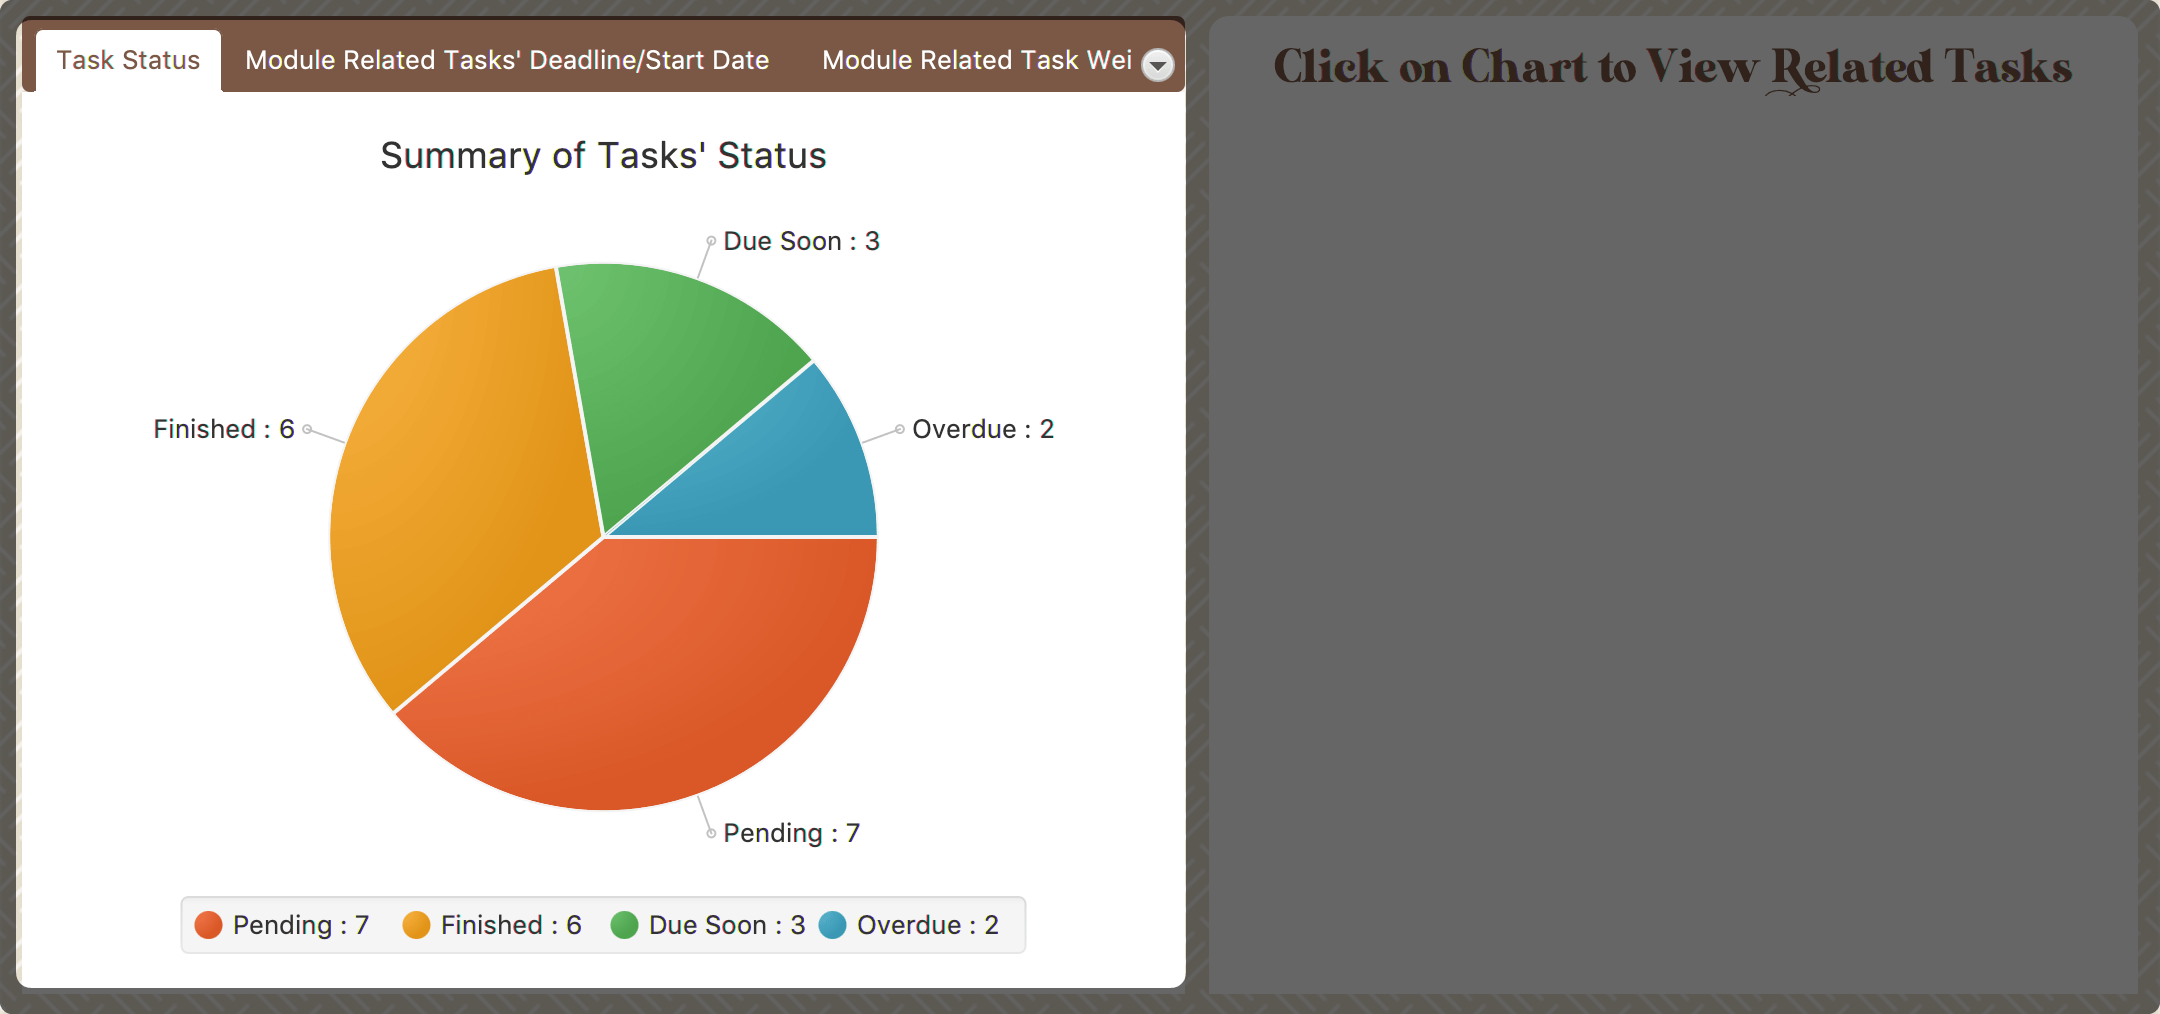 Task Status
Module Related Tasks' Deadline/Start Date
Module Related Task Wei
Click on Chart to View Related Tasks
Summary of Tasks' Status
Due Soon : 3
Finished : 6
Overdue : 2
Pending : 7
Pending : 7
Finished : 6
Due Soon : 3
Overdue : 2